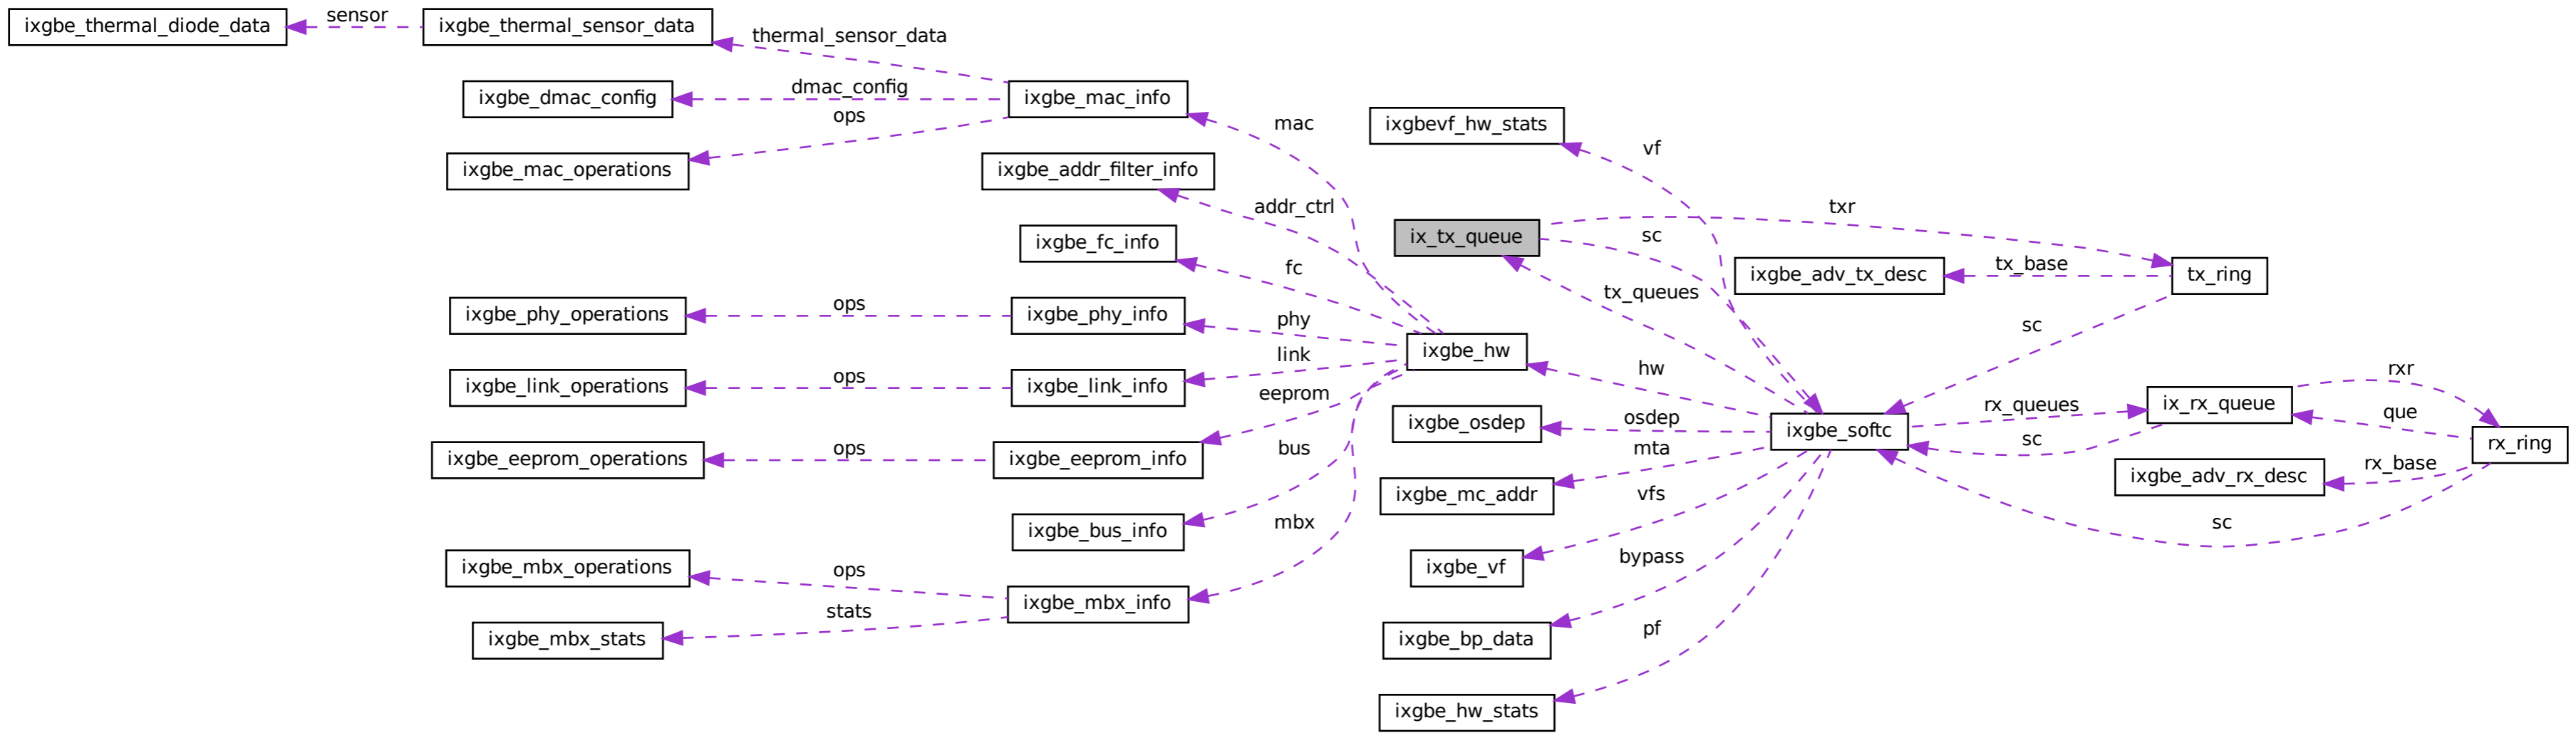 ixgbe_thermal_diode_data
sensor
ixgbe_thermal_sensor_data
thermal_sensor_data
ixgbe_dmac_config
dmac_config
ixgbe_mac_info
ops
ixgbe_mac_operations
mac
ixgbe_addr_filter_info
addr_ctrl
ixgbe_fc_info
fc
ixgbe_phy_operations
ops
ixgbe_phy_info
phy
ixgbe_hw
ixgbe_link_operations
ops
ixgbe_link_info
link
eeprom
ixgbe_eeprom_operations
ops
ixgbe_eeprom_info
bus
ixgbe_bus_info
mbx
ixgbe_mbx_operations
ops
ixgbe_mbx_info
ixgbe_mbx_stats
stats
ixgbevf_hw_stats
vf
ix_tx_queue
txr
sc
ixgbe_adv_tx_desc
tx_base
tx_ring
tx_queues
sc
hw
ixgbe_osdep
osdep
ixgbe_softc
rx_queues
ix_rx_queue
rxr
que
rx_ring
sc
mta
ixgbe_mc_addr
ixgbe_adv_rx_desc
rx_base
vfs
sc
ixgbe_vf
bypass
ixgbe_bp_data
pf
ixgbe_hw_stats